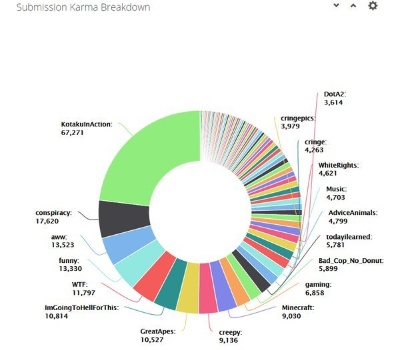 Submission Karma Breakdown
DotA2:
3,614
cringepics:
3,979
cringe:
4,263
WhiteRights:
4,621
Music:
4,703
AdviceAnimals:
4,799
todayilearned:
5,781
Bad_Cop_No_Donut:
5,899
gaming:
6,858
Minecraft:
9,030
creepy:
9,136
GreatApes:
10,527
ImGoingToHellForThis:
10,814
WTF:
11,797
funny:
13,330
aww:
13,523
conspiracy:
17,620
KotakuInAction:
67,271